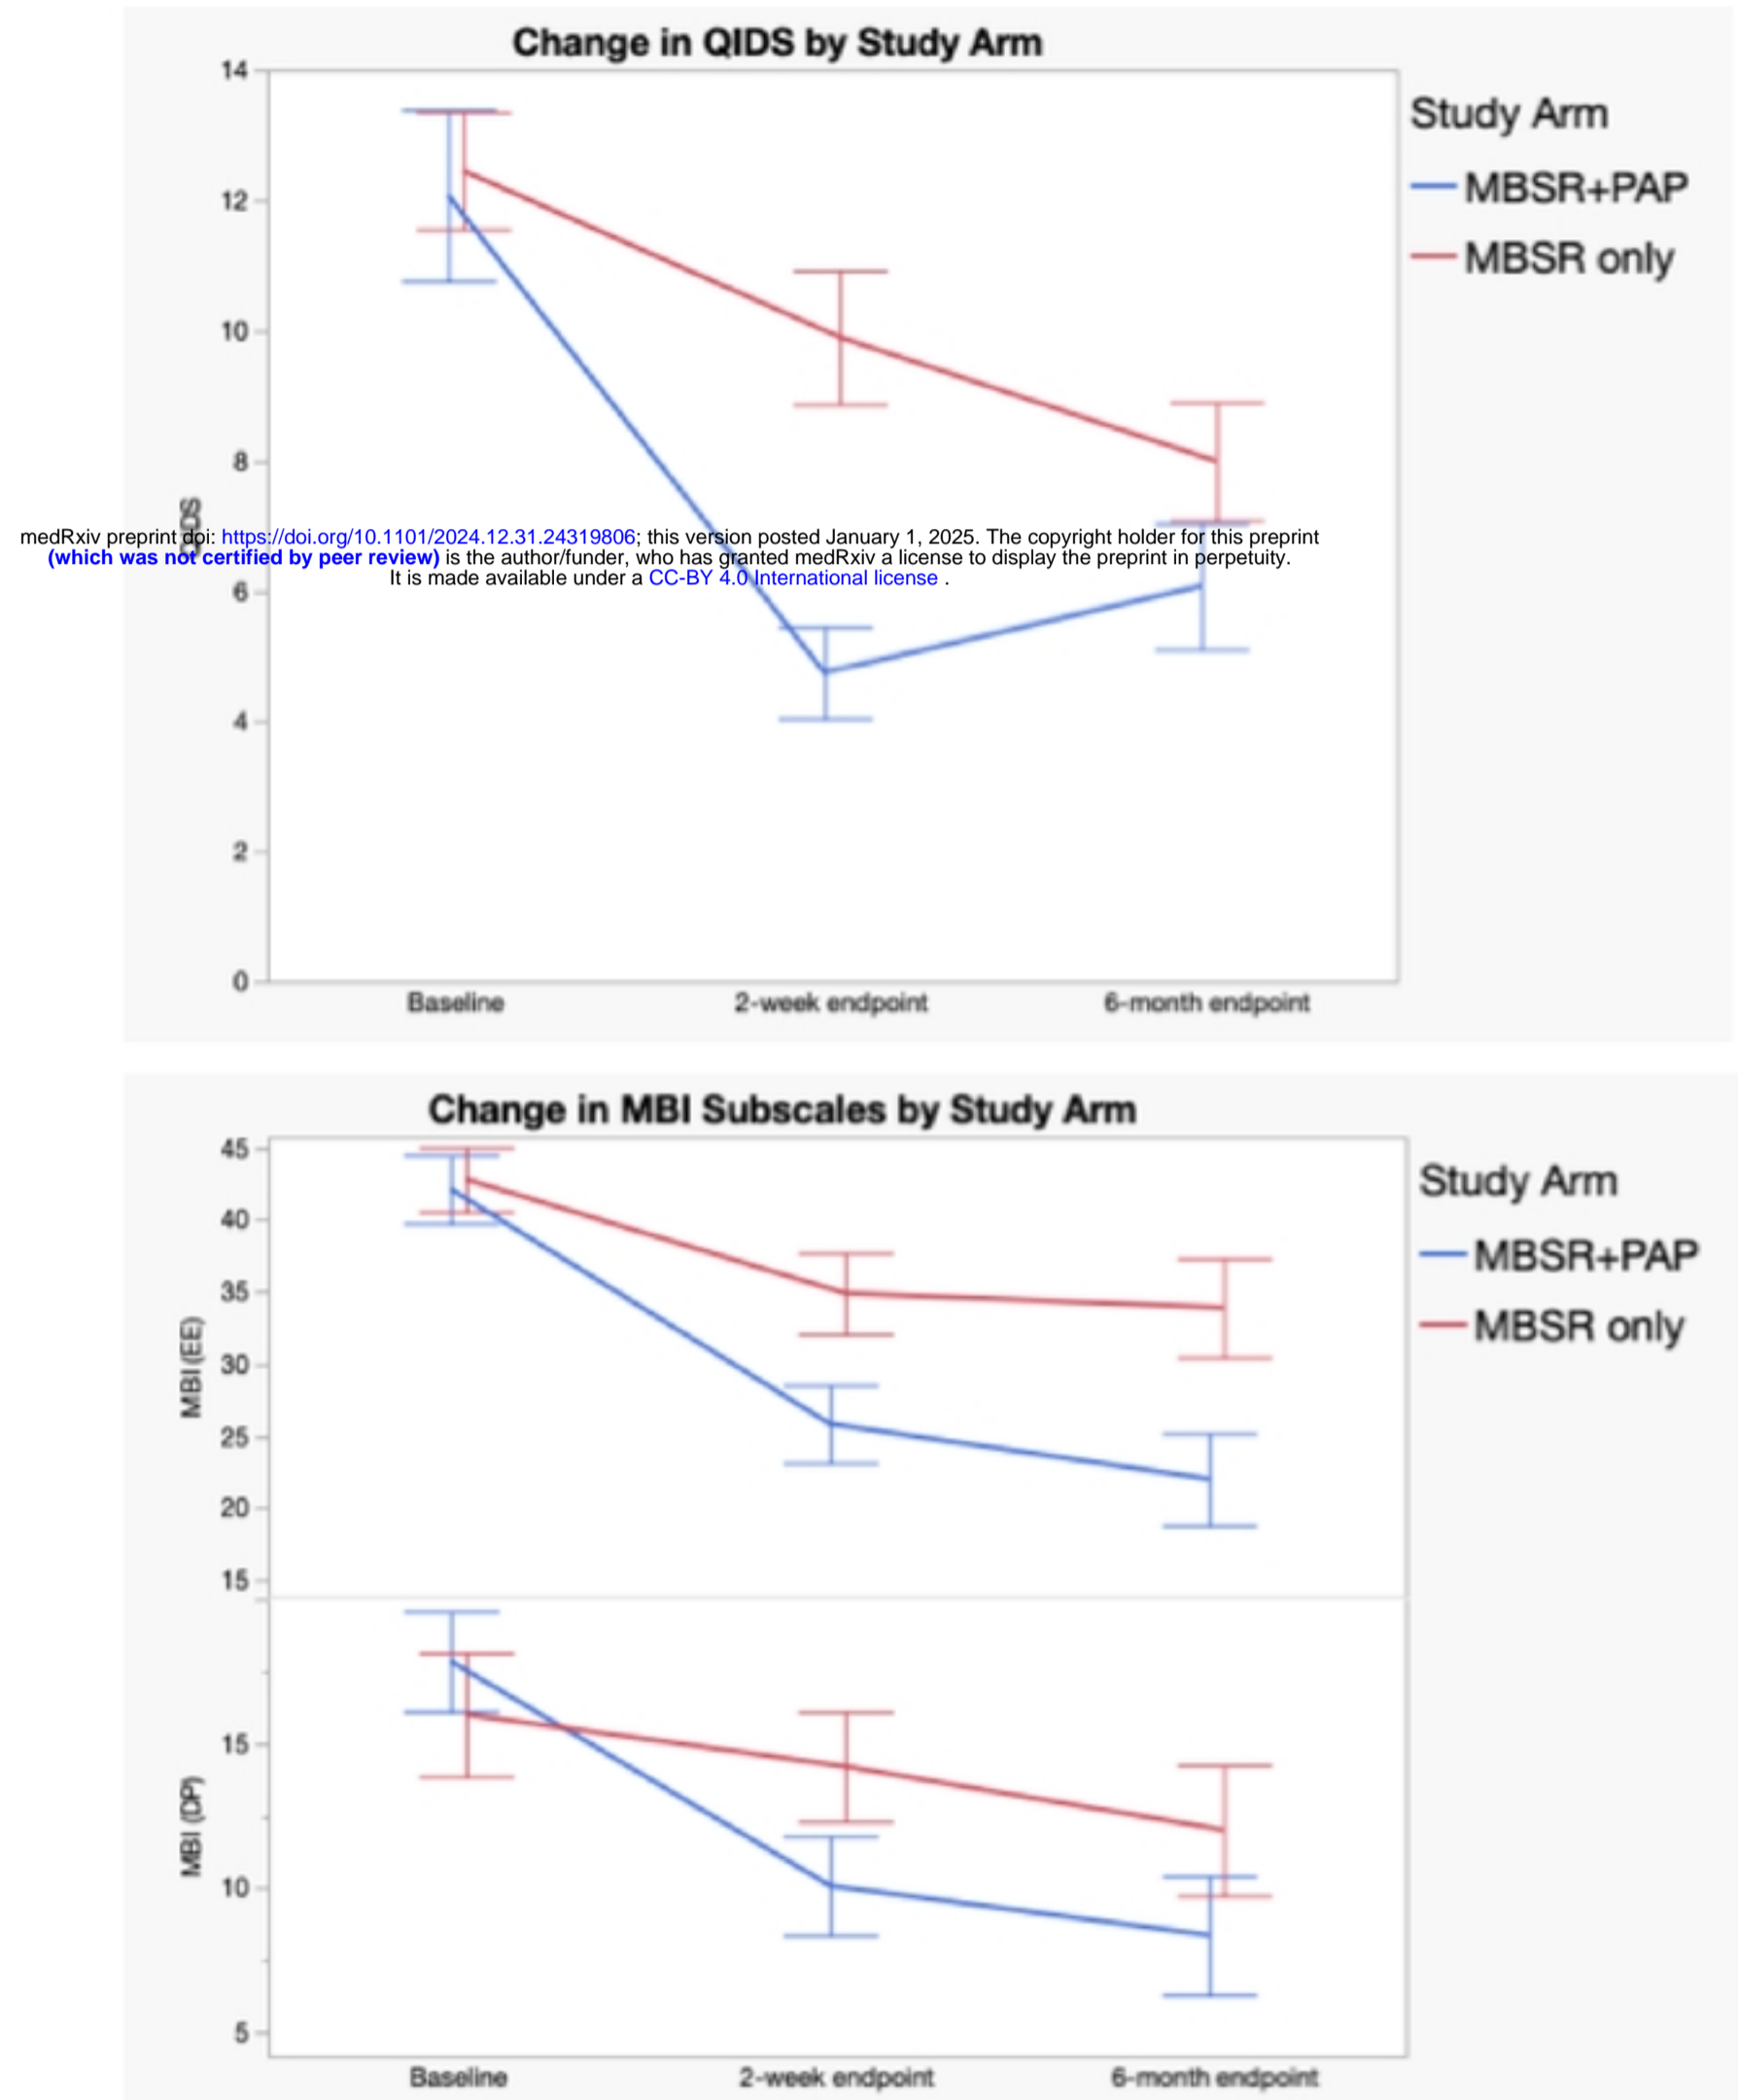 Change in QIDS by Study Arm
14
12
10
8
6
4
2
0
Baseline 2-week endpoint 6-month endpoint
Study Arm
MBSR+PAP
MBSR only
medRxiv preprint doi: https://doi.org/10.1101/2024.12.31.24319806; this version posted January 1, 2025. The copyright holder for this preprint
(which was not certified by peer review) is the author/funder, who has granted medRxiv a license to display the preprint in perpetuity.
It is made available under a CC-BY 4.0 International license .
Change in MBI Subscales by Study Arm
MBI (EE)
45
40
35
30
25
20
15
MBI (DP)
15
10
5
Baseline 2-week endpoint 6-month endpoint
Study Arm
MBSR+PAP
MBSR only